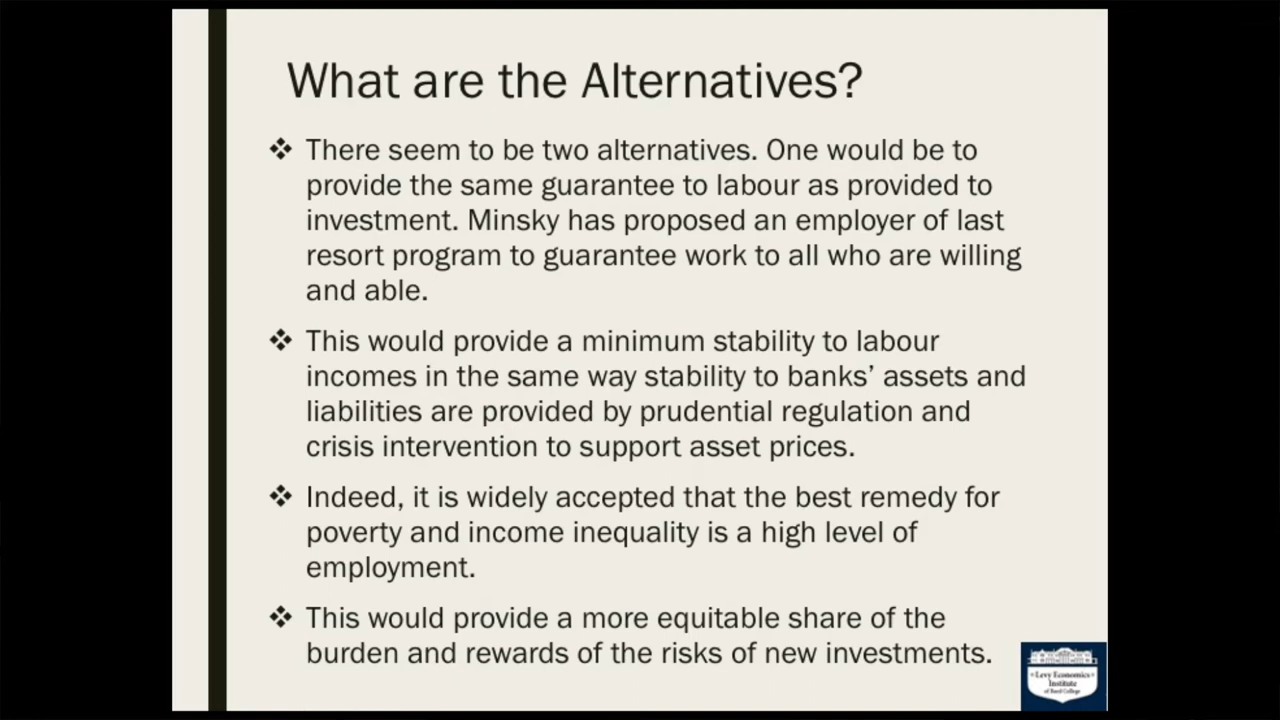 What are the Alternatives?
❖ There seem to be two alternatives. One would be to
provide the same guarantee to labour as provided to
investment. Minsky has proposed an employer of last
resort program to guarantee work to all who are willing
and able.
❖ This would provide a minimum stability to labour
incomes in the same way stability to banks’ assets and
liabilities are provided by prudential regulation and
crisis intervention to support asset prices.
❖ Indeed, it is widely accepted that the best remedy for
poverty and income inequality is a high level of
employment.
❖ This would provide a more equitable share of the
burden and rewards of the risks of new investments.
Levy Economics
Institute
of Bard College